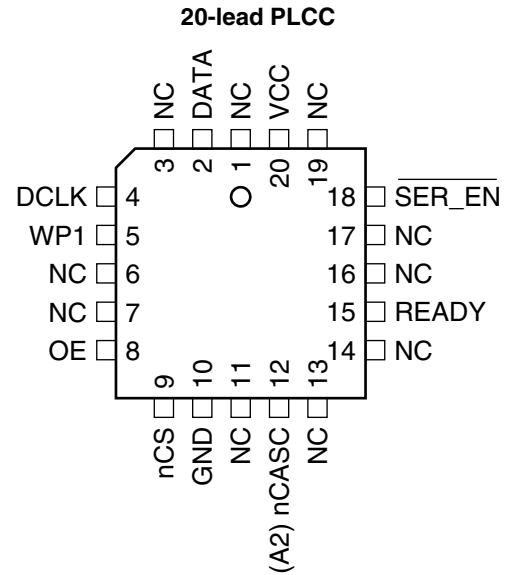 20-lead PLCC
NC
DATA
NC
VCC
NC
3
2
1
20
19
DCLK 4
WP1 5
NC 6
NC 7
OE 8
18 SER_EN
17 NC
16 NC
15 READY
14 NC
9
10
11
12
13
nCS
GND
NC
(A2) nCASC
NC